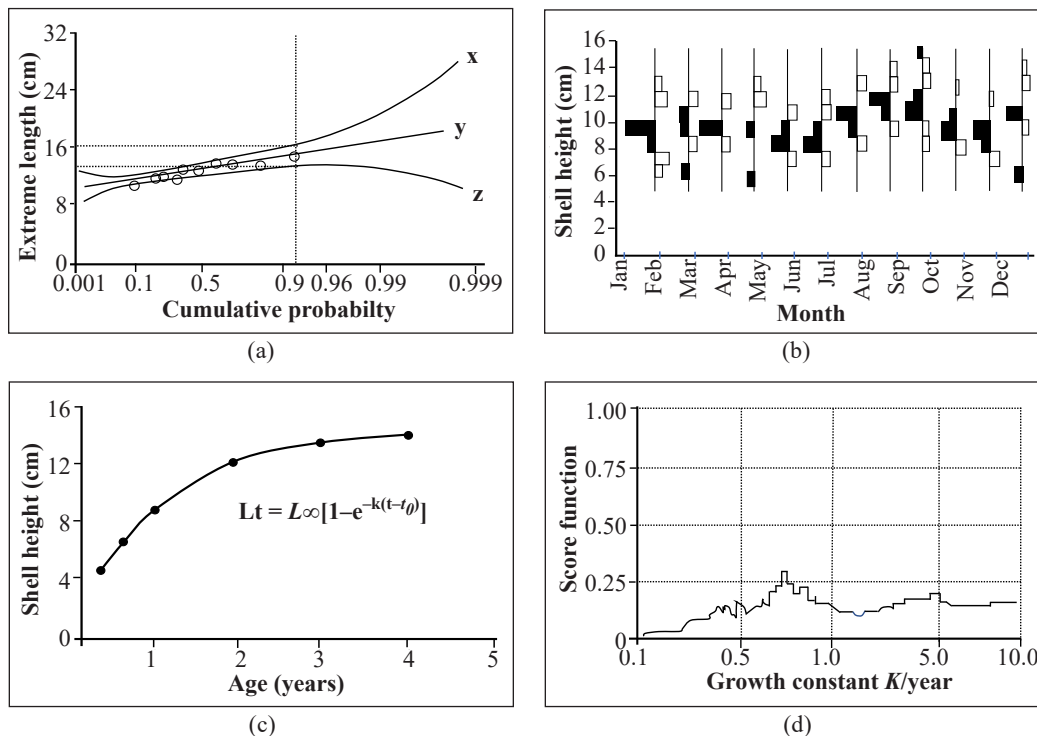 32
24
16
8
0
Extreme length (cm)
x
y
z
0.001 0.1 0.5 0.9 0.96 0.99 0.999
Cumulative probabilty
(a)
16
14
12
10
8
6
4
2
0
Shell height (cm)
Jan
Feb
Mar
Apr
May
Jun
Jul
Aug
Sep
Oct
Nov
Dec
Month
(b)
16
12
8
4
0
Shell height (cm)
Lt = L∞[1–e–k(t–t0)]
1 2 3 4 5
Age (years)
(c)
1.00
0.75
0.50
0.25
0
Score function
0.1 0.5 1.0 5.0 10.0
Growth constant K/year
(d)